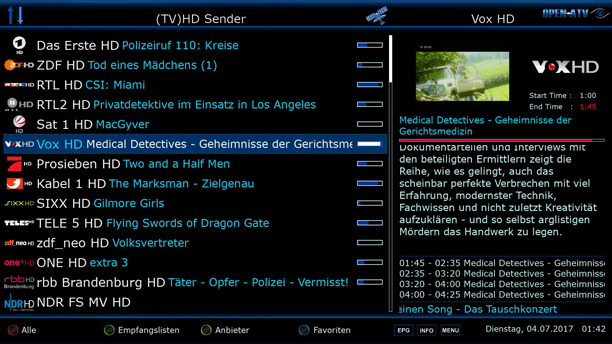 (TV)HD Sender
Vox HD
OPEN-ATV
Das Erste HD Polizeiruf 110: Kreise
ZDF HD Tod eines Mädchens (1)
RTL HD CSI: Miami
RTL2 HD Privatdetektive im Einsatz in Los Angeles
Sat 1 HD MacGyver
Vox HD Medical Detectives - Geheimnisse der Gerichtsme
Prosieben HD Two and a Half Men
Kabel 1 HD The Marksman - Zielgenau
SIXX HD Gilmore Girls
TELE 5 HD Flying Swords of Dragon Gate
zdf_neo HD Volksvertreter
ONE HD extra 3
rbb Brandenburg HD Täter - Opfer - Polizei - Vermisst!
NDR FS MV HD
VOXHD
Start Time : 1:00
End Time : 1:45
Medical Detectives - Geheimnisse der
Gerichtsmedizin
Dokumentarteilen und Interviews mit
den beteiligten Ermittlern zeigt die
Reihe, wie es gelingt, auch das
scheinbar perfekte Verbrechen mit viel
Erfahrung, modernster Technik,
Fachwissen und nicht zuletzt Kreativität
aufzuklären - und so selbst arglistigen
Mördern das Handwerk zu legen.
01:45 - 02:35 Medical Detectives - Geheimniss
02:35 - 03:20 Medical Detectives - Geheimnisse
03:20 - 04:00 Medical Detectives - Geheimniss
04:00 - 04:25 Medical Detectives - Geheimniss
einen Song - Das Tauschkonzert
Alle
Empfangslisten
Anbieter
Favoriten
EPG
INFO
MENU
Dienstag, 04.07.2017
01:42